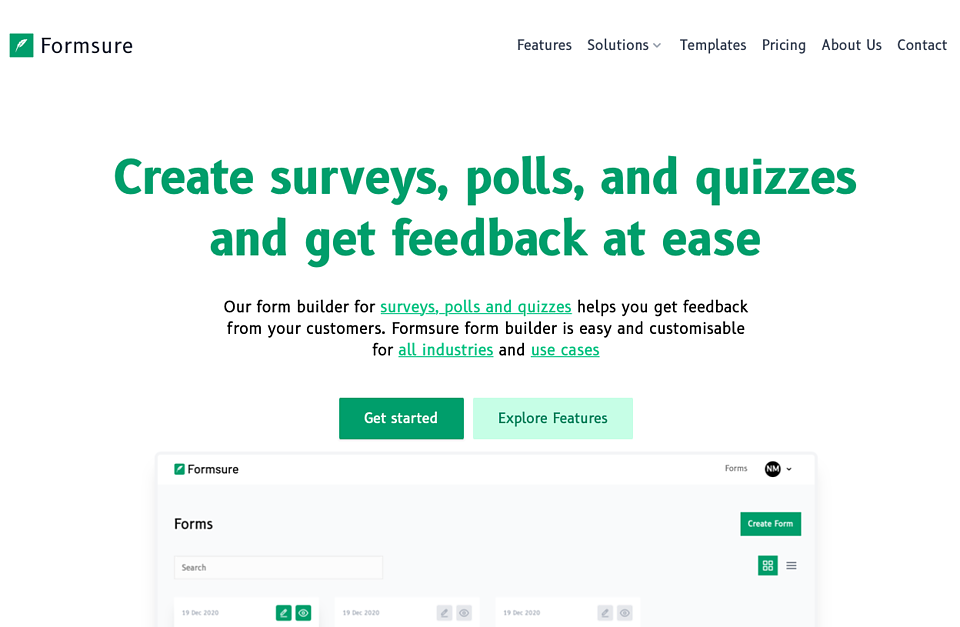 Formsure
Features Solutions Templates Pricing About Us Contact
Create surveys, polls, and quizzes
and get feedback at ease
Our form builder for surveys, polls and quizzes helps you get feedback
from your customers. Formsure form builder is easy and customisable
for all industries and use cases
Get started Explore Features
Formsure Forms NM
Forms Create Form
Search
19 Dec 2020 19 Dec 2020 19 Dec 2020